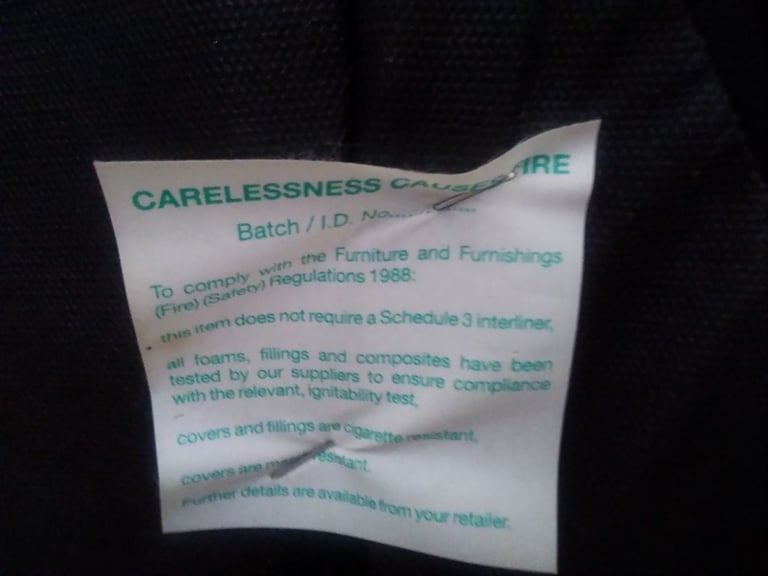 CARELESSNESS CAUSES FIRE
Batch / I.D. No..............
To comply with the Furniture and Furnishings
(Fire) (Safety) Regulations 1988:
this item does not require a Schedule 3 interliner,
all foams, fillings and composites have been
tested by our suppliers to ensure compliance
with the relevant, ignitability test,
covers and fillings are cigarette resistant,
covers are resistant.
Further details are available from your retailer.